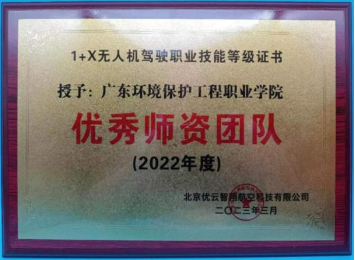 1+X无人机驾驶职业技能等级证书
授予：广东环境保护工程职业学院
优秀师资团队
(2022年度)
北京优云智翔航空科技有限公司
二〇二三年三月